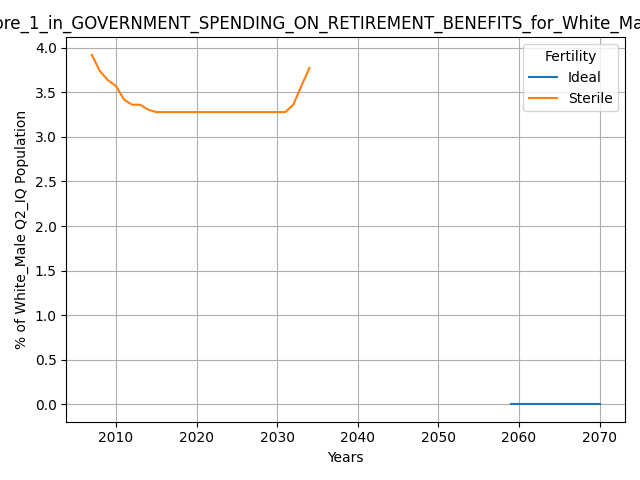 ore_1_in_GOVERNMENT_SPENDING_ON_RETIREMENT_BENEFITS_for_White_Ma
Fertility
Ideal
Sterile
% of White_Male Q2_IQ Population
4.0
3.5
3.0
2.5
2.0
1.5
1.0
0.5
0.0
2010 2020 2030 2040 2050 2060 2070
Years